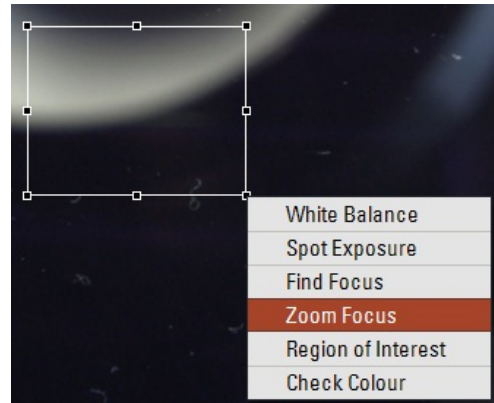 White Balance
Spot Exposure
Find Focus
Zoom Focus
Region of Interest
Check Colour